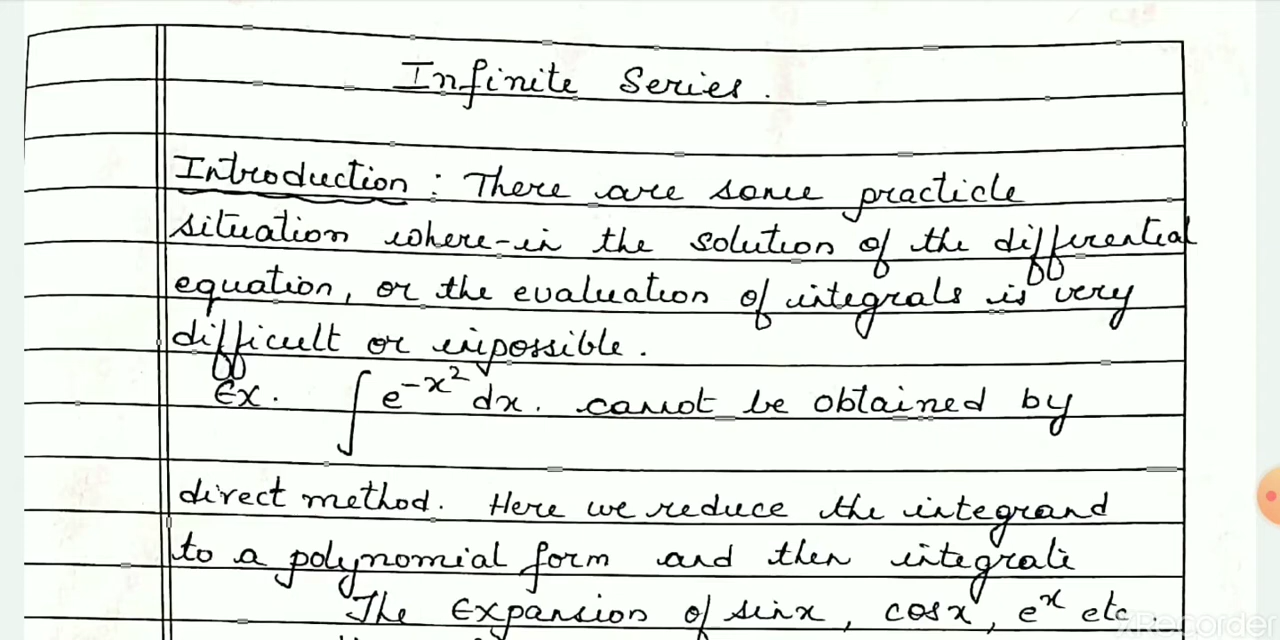 Infinite Series.
Introduction : There are some practicle
situation where-in the solution of the differential
equation, or the evaluation of integrals is very
difficult or impossible.
Ex. ∫ e^{-x^2} dx. cannot be obtained by
direct method. Here we reduce the integrand
to a polynomial form and then integrate
The Expansion of sinx, cosx, e^x etc.
XRecorder